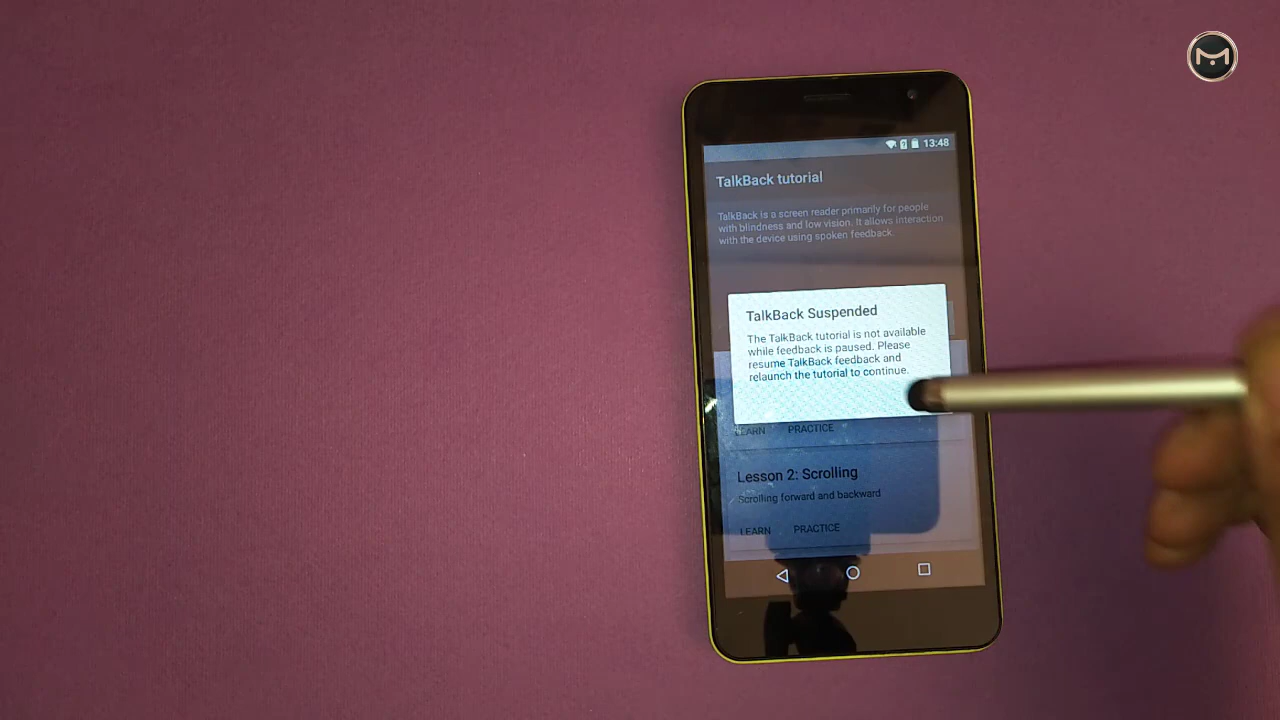 13:48
TalkBack tutorial
TalkBack is a screen reader primarily for people
with blindness and low vision. It allows interaction
with the device using spoken feedback.
TalkBack Suspended
The TalkBack tutorial is not available
while feedback is paused. Please
resume TalkBack feedback and
relaunch the tutorial to continue.
LEARN PRACTICE
Lesson 2: Scrolling
Scrolling forward and backward
LEARN PRACTICE